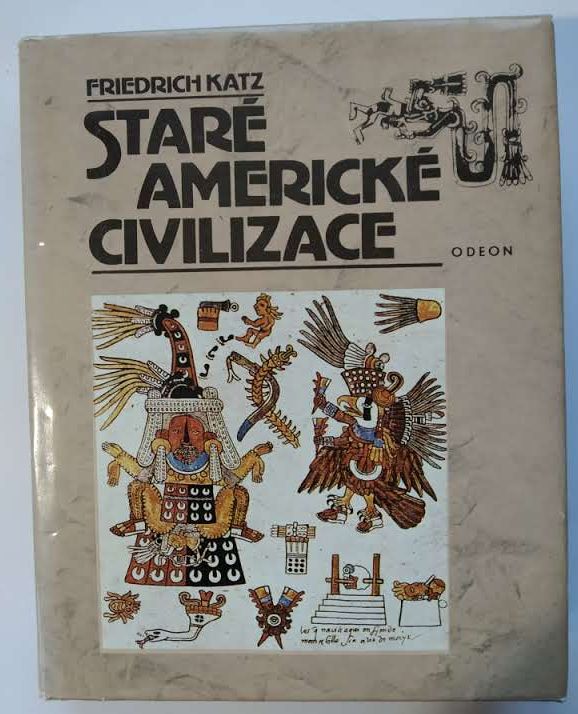 FRIEDRICH KATZ
STARÉ
AMERICKÉ
CIVILIZACE
ODEON